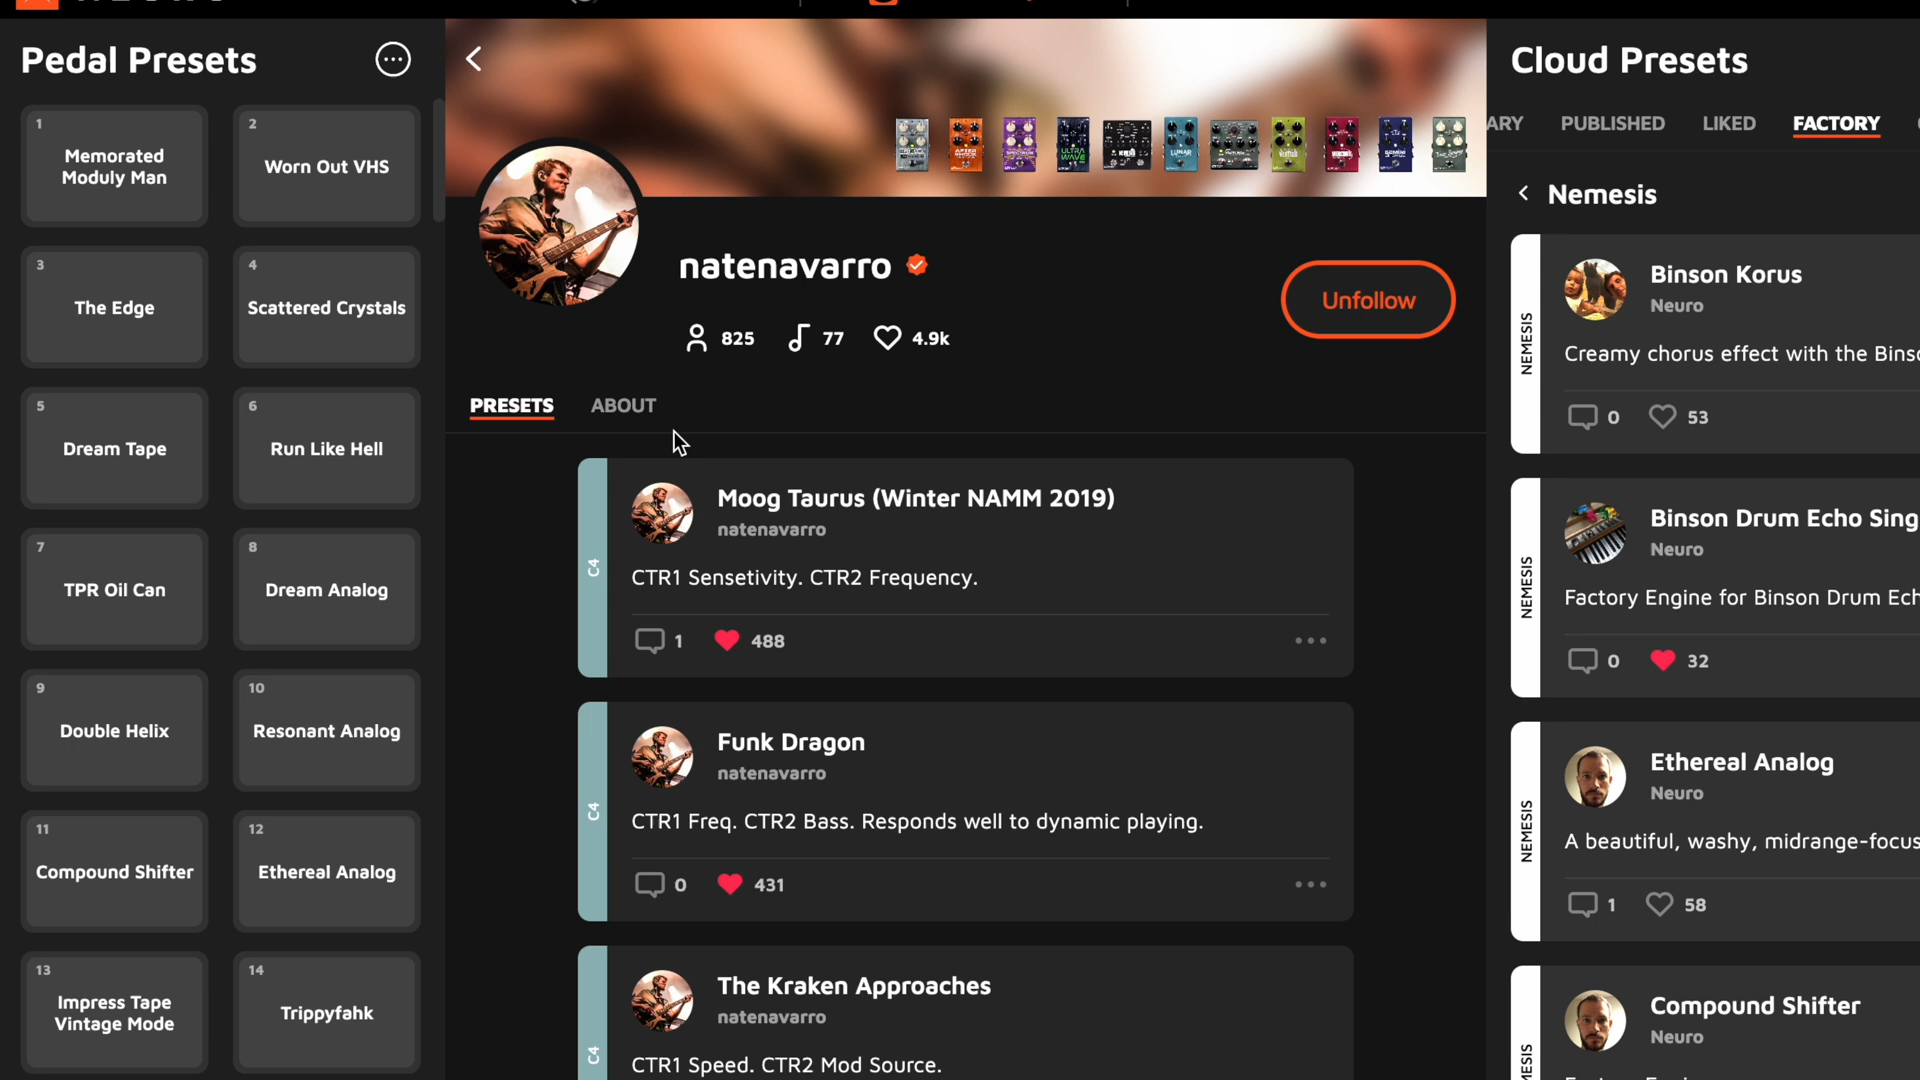 Pedal Presets
1
Memorated
Moduly Man
2
Worn Out VHS
3
The Edge
4
Scattered Crystals
5
Dream Tape
6
Run Like Hell
7
TPR Oil Can
8
Dream Analog
9
Double Helix
10
Resonant Analog
11
Compound Shifter
12
Ethereal Analog
13
Impress Tape
Vintage Mode
14
Trippyfahk
natenavarro
825 77 4.9k
Unfollow
PRESETS ABOUT
C4
Moog Taurus (Winter NAMM 2019)
natenavarro
CTR1 Sensetivity. CTR2 Frequency.
1 488
C4
Funk Dragon
natenavarro
CTR1 Freq. CTR2 Bass. Responds well to dynamic playing.
0 431
C4
The Kraken Approaches
natenavarro
CTR1 Speed. CTR2 Mod Source.
Cloud Presets
ARY PUBLISHED LIKED FACTORY
Nemesis
NEMESIS
Binson Korus
Neuro
Creamy chorus effect with the Bins
0 53
NEMESIS
Binson Drum Echo Sing
Neuro
Factory Engine for Binson Drum Ech
0 32
NEMESIS
Ethereal Analog
Neuro
A beautiful, washy, midrange-focus
1 58
MESIS
Compound Shifter
Neuro